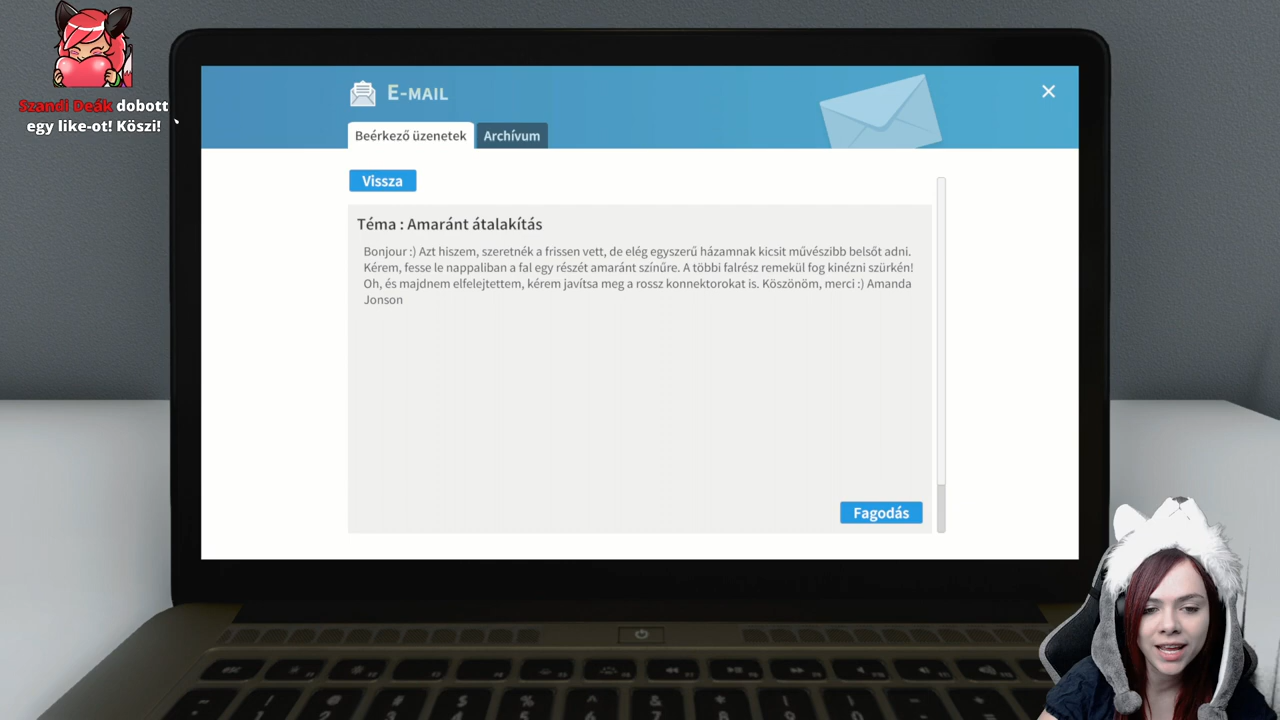 Szandi Deák dobott
egy like-ot! Köszi!
E-MAIL
Beérkező üzenetek
Archívum
Vissza
Téma : Amaránt átalakítás
Bonjour :) Azt hiszem, szeretnék a frissen vett, de elég egyszerű házamnak kicsit művészibb belsőt adni.
Kérem, fesse le nappaliban a fal egy részét amaránt színűre. A többi falrész remekül fog kinézni szürkén!
Oh, és majdnem elfelejtettem, kérem javítsa meg a rossz konnektorokat is. Köszönöm, merci :) Amanda
Jonson
Fagodás